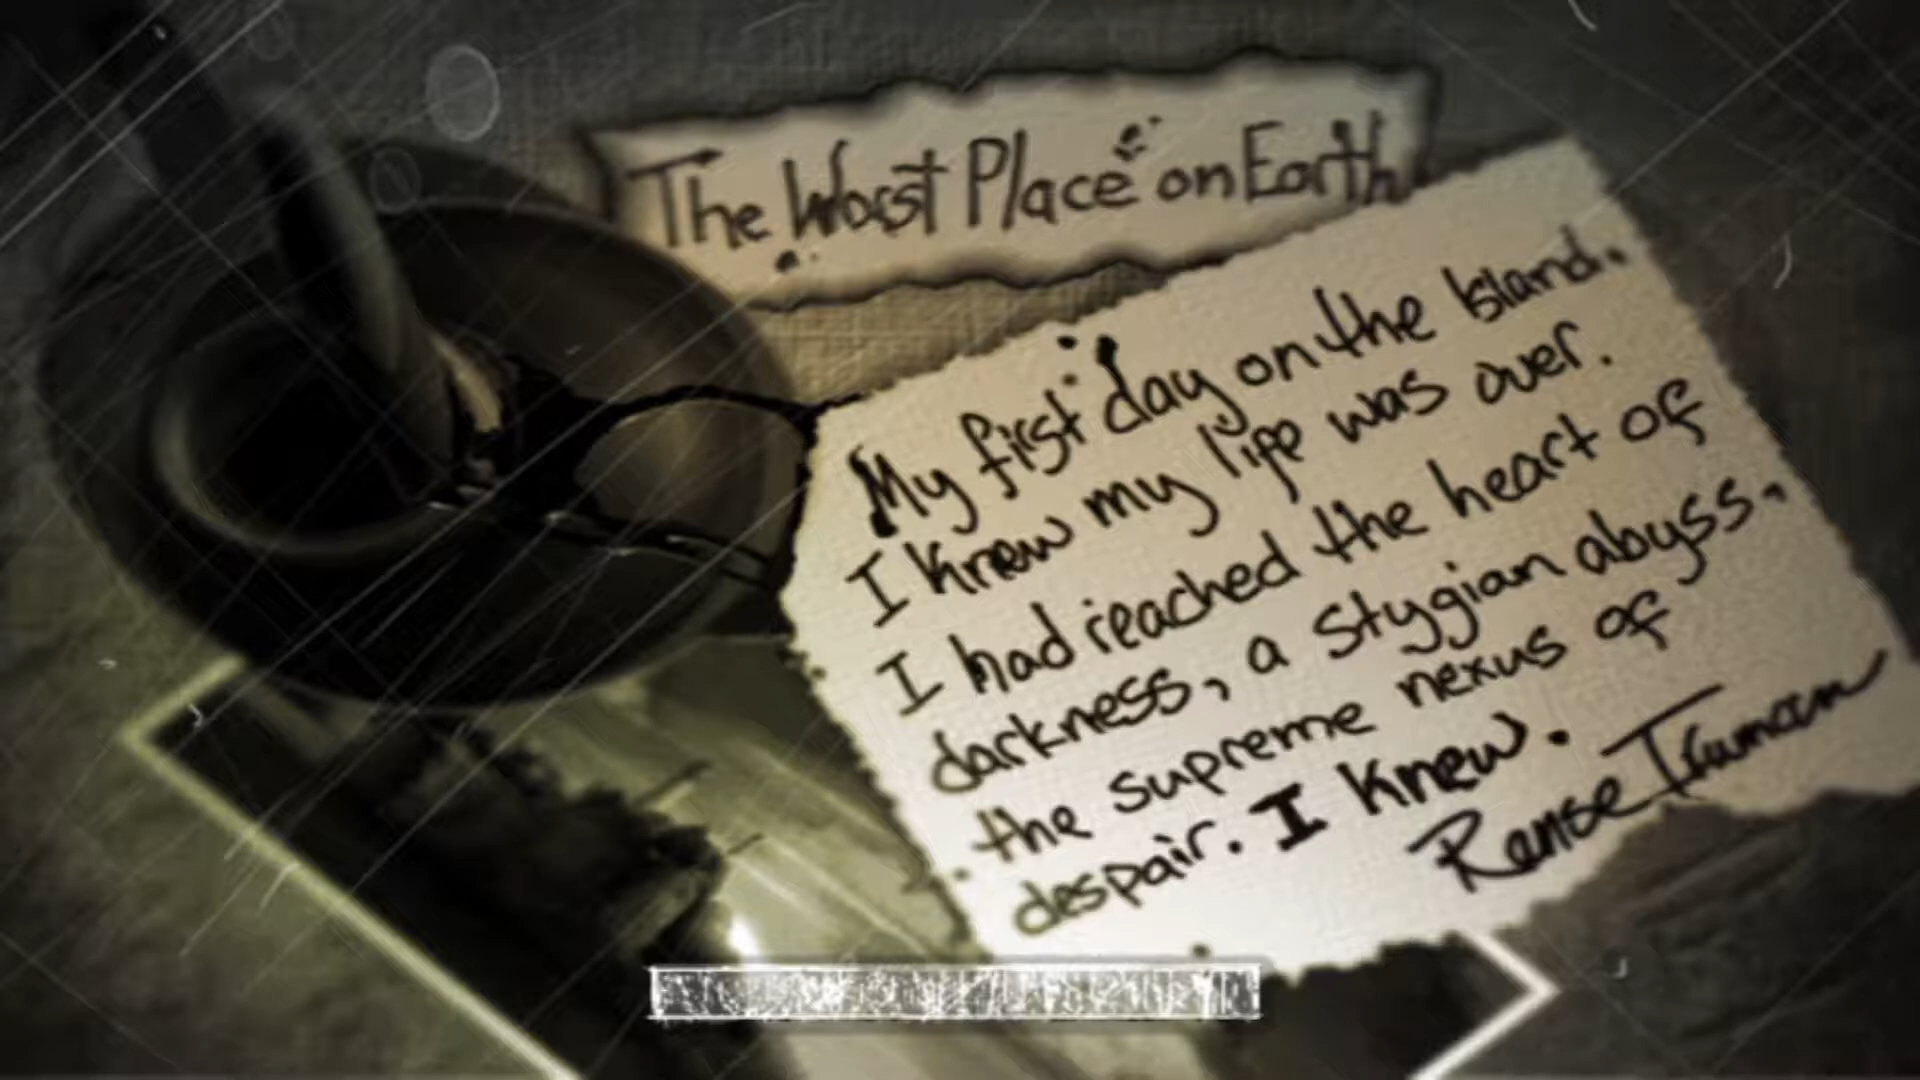 The Worst Place on Earth
My first day on the Island.
I knew my life was over.
I had reached the heart of
darkness, a stygian abyss,
the supreme nexus of
despair. I knew.
Ranse Truman